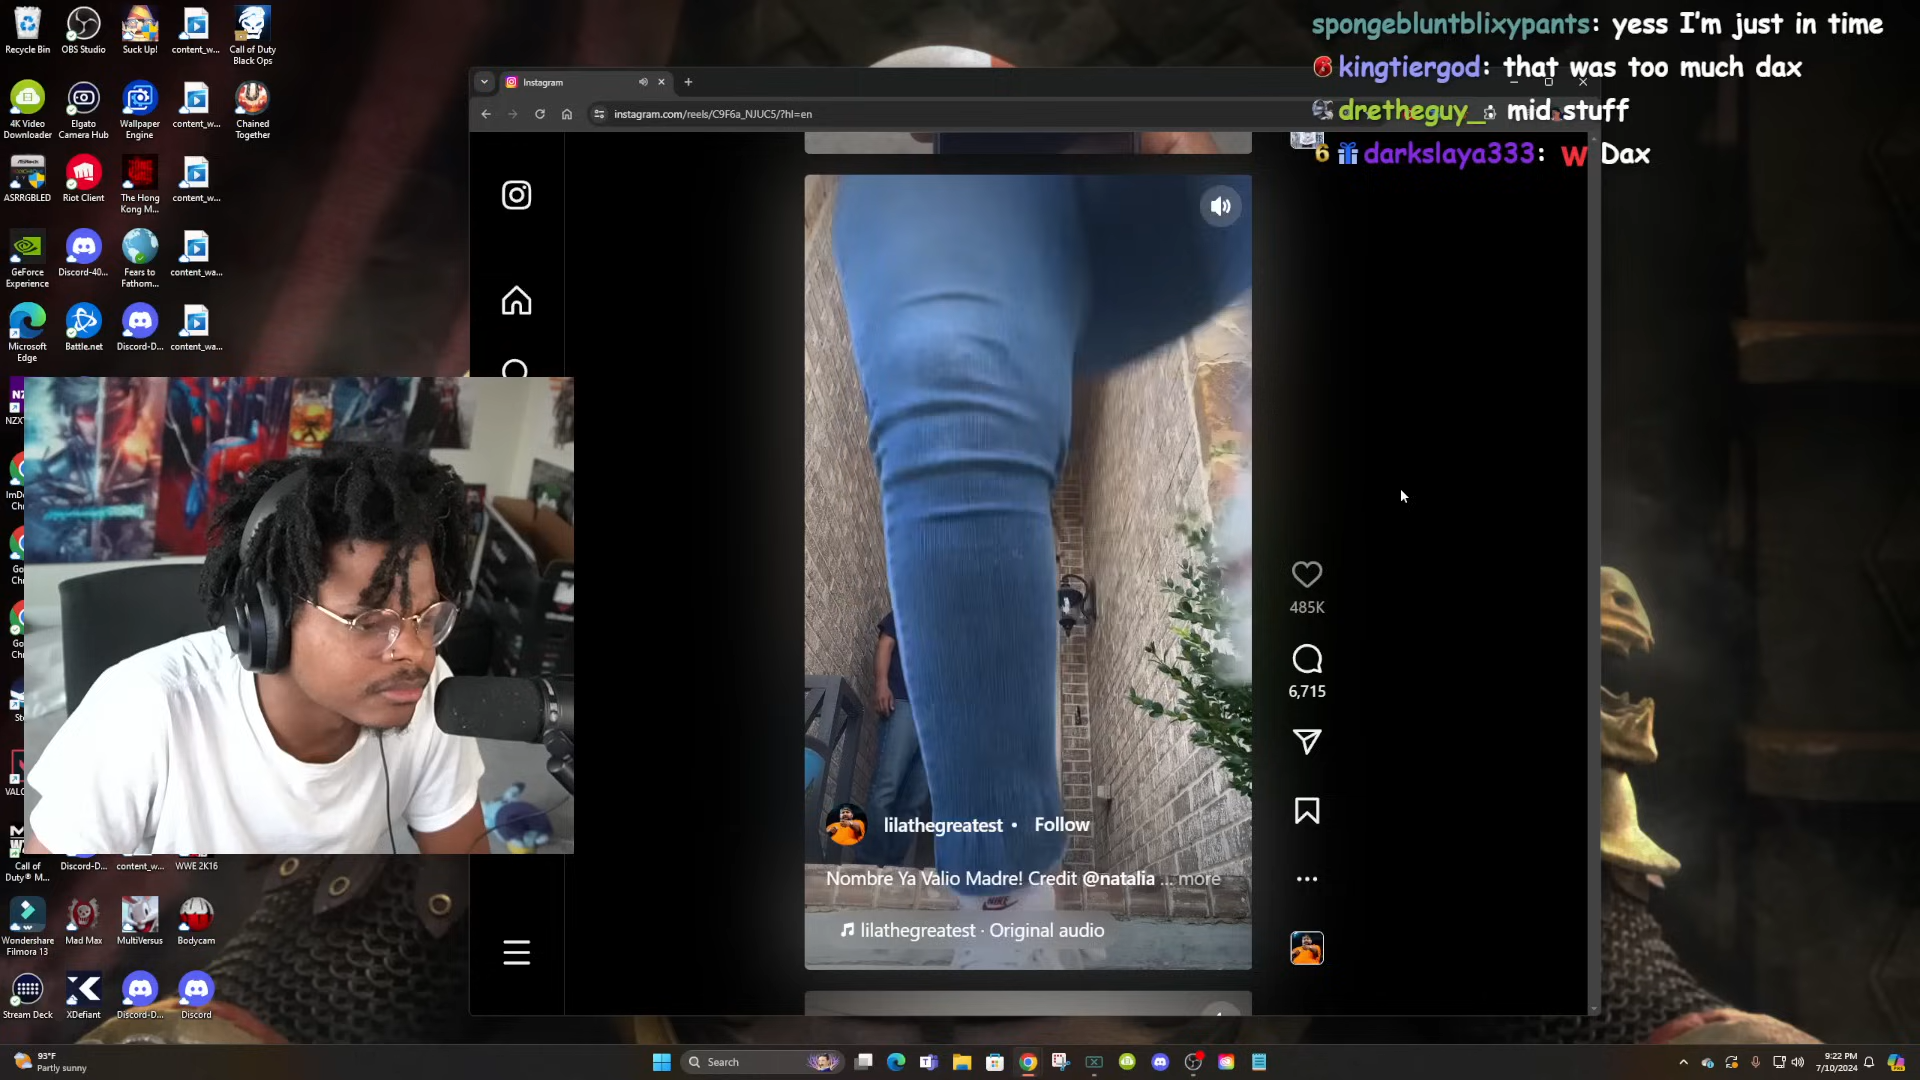 spongebluntblixypants: yess I'm just in time
kingtiergod: that was too much dax
dretheguy_: mid stuff
6 darkslaya333: W Dax
Recycle Bin
OBS Studio
Suck Up!
content_w...
Call of Duty Black Ops
4K Video Downloader
Elgato Camera Hub
Wallpaper Engine
content_w...
Chained Together
ASRRGBLED
Riot Client
The Hong Kong M...
content_w...
GeForce Experience
Discord-40...
Fears to Fathom...
content_wa...
Microsoft Edge
Battle.net
Discord-D...
content_wa...
Instagram
instagram.com/reels/C9F6a_NJUC5/?hl=en
485K
6,715
lilathegreatest • Follow
Nombre Ya Valio Madre! Credit @natalia ... more
lilathegreatest · Original audio
Call of Duty® M...
Discord-D...
content_w...
WWE 2K16
Wondershare Filmora 13
Mad Max
MultiVersus
Bodycam
Stream Deck
XDefiant
Discord-D...
Discord
93°F
Partly sunny
Search
9:22 PM
7/10/2024